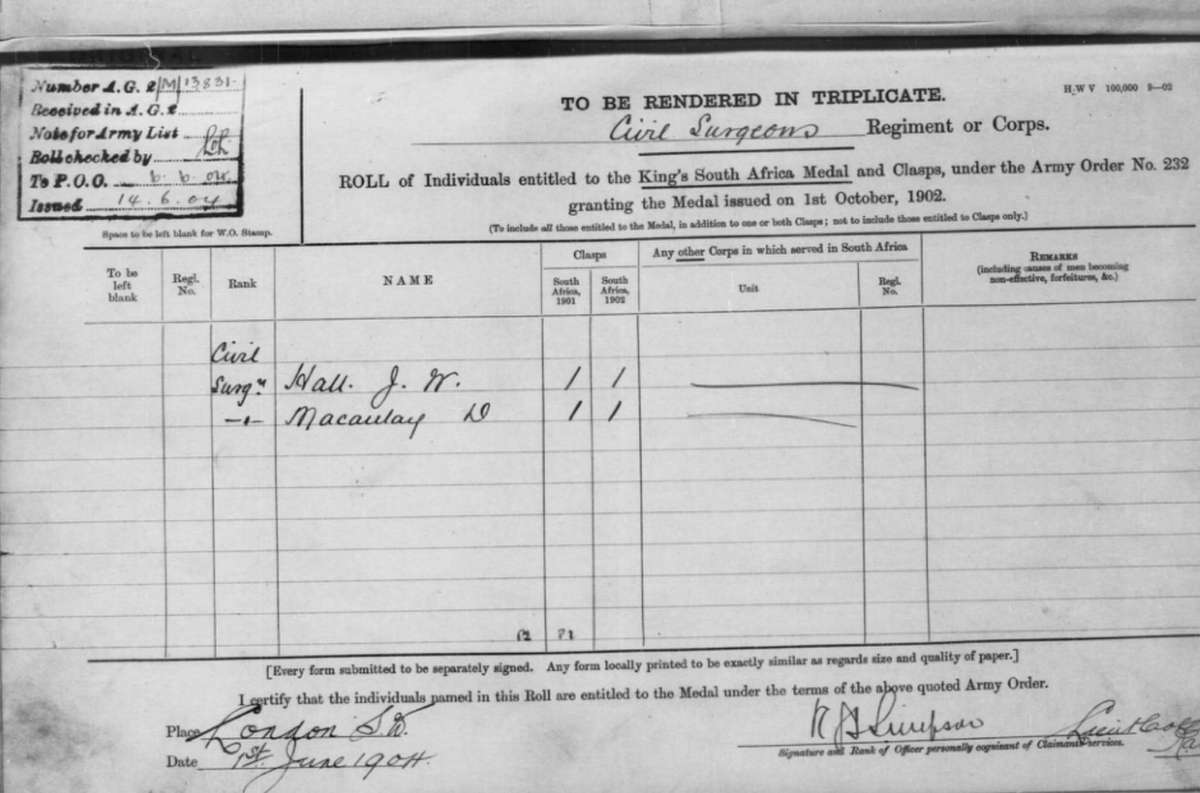 Number A.G. 2/M/13831
Received in A.G. 2
Note for Army List
Roll checked by
To P.O.O. 6. 6. 04
Issued 14. 6. 04
Space to be left blank for W.O. Stamp.
H W V 100,000 9—02
TO BE RENDERED IN TRIPLICATE.
Civil Surgeons Regiment or Corps.
ROLL of Individuals entitled to the King's South Africa Medal and Clasps, under the Army Order No. 232
granting the Medal issued on 1st October, 1902.
(To include all those entitled to the Medal, in addition to one or both Clasps; not to include those entitled to Clasps only.)
To be left blank
Regl. No.
Rank
NAME
Clasps
South Africa, 1901
South Africa, 1902
Any other Corps in which served in South Africa
Unit
Regl. No.
REMARKS
(including causes of men becoming non-effective, forfeitures, &c.)
Civil
Surgn Hall. J. W. 1 1
—"— Macaulay D 1 1
[Every form submitted to be separately signed. Any form locally printed to be exactly similar as regards size and quality of paper.]
I certify that the individuals named in this Roll are entitled to the Medal under the terms of the above quoted Army Order.
Place London S.W.
Date 1st June 1904.
Simpson
Signature and Rank of Officer personally cognizant of Claimants' services.